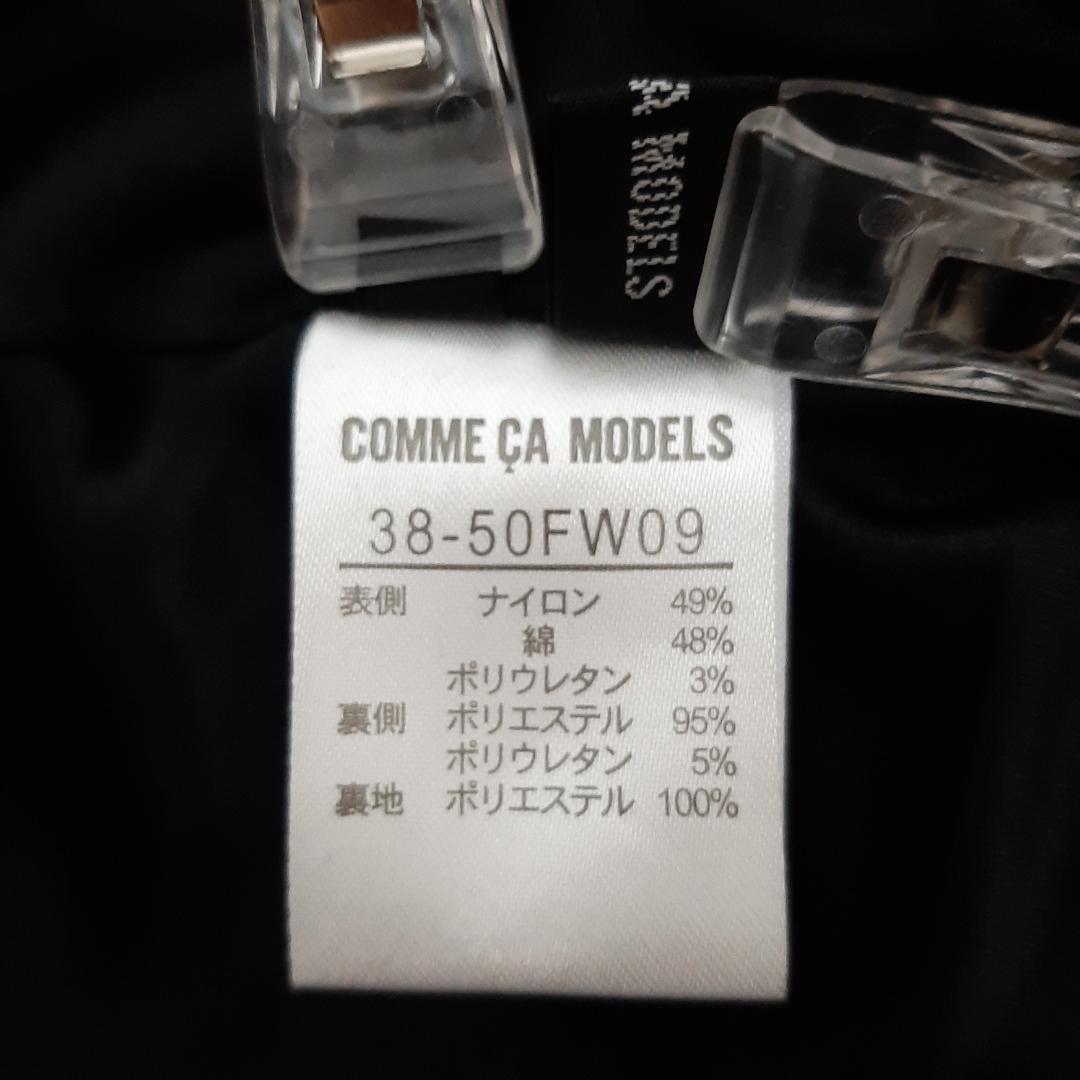 A MODELS
COMME ÇA MODELS
38-50FW09
表側 ナイロン 49%
綿 48%
ポリウレタン 3%
裏側 ポリエステル 95%
ポリウレタン 5%
裏地 ポリエステル 100%